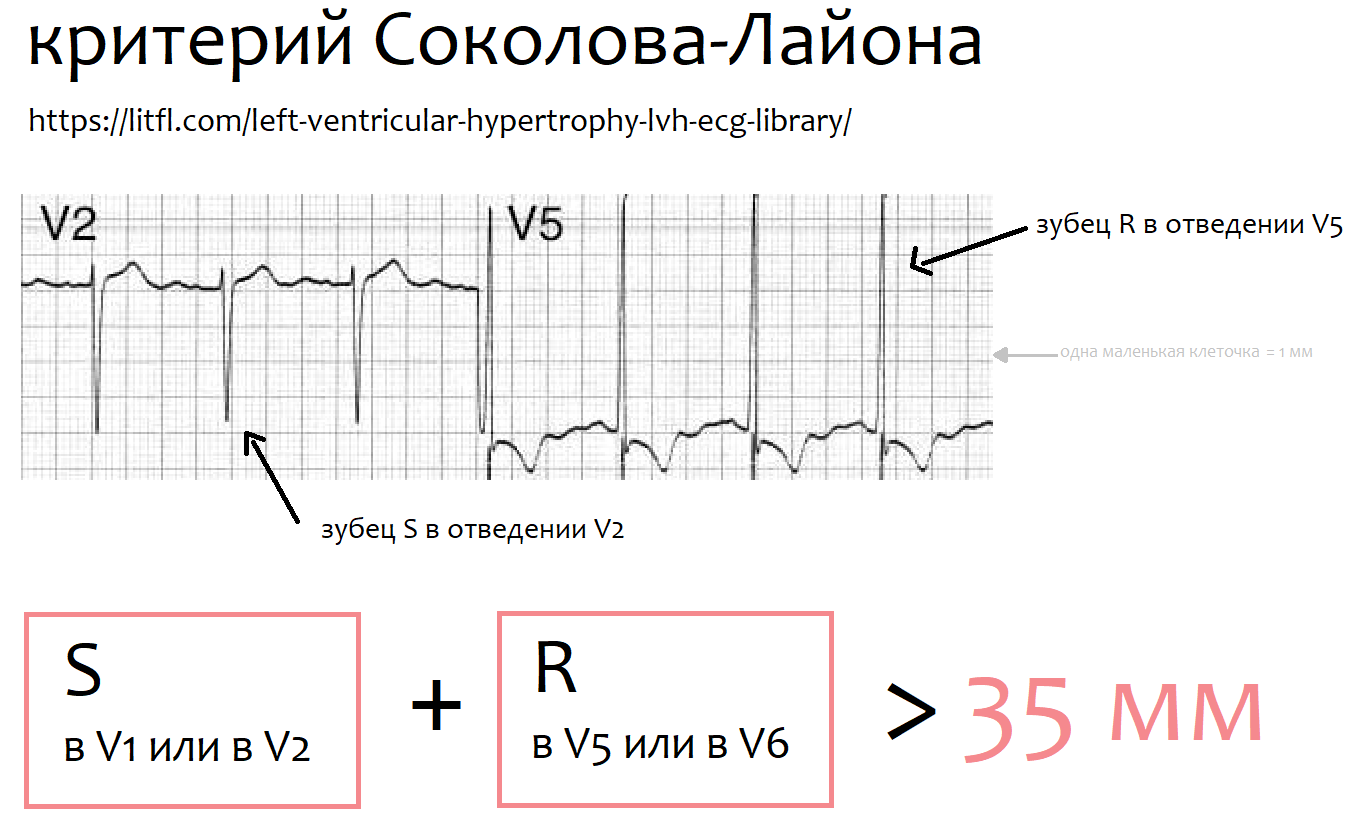 критерий Соколова-Лайона
https://litfl.com/left-ventricular-hypertrophy-lvh-ecg-library/
V2
V5
зубец R в отведении V5
одна маленькая клеточка = 1 мм
зубец S в отведении V2
S
в V1 или в V2
+
R
в V5 или в V6
> 35 мм